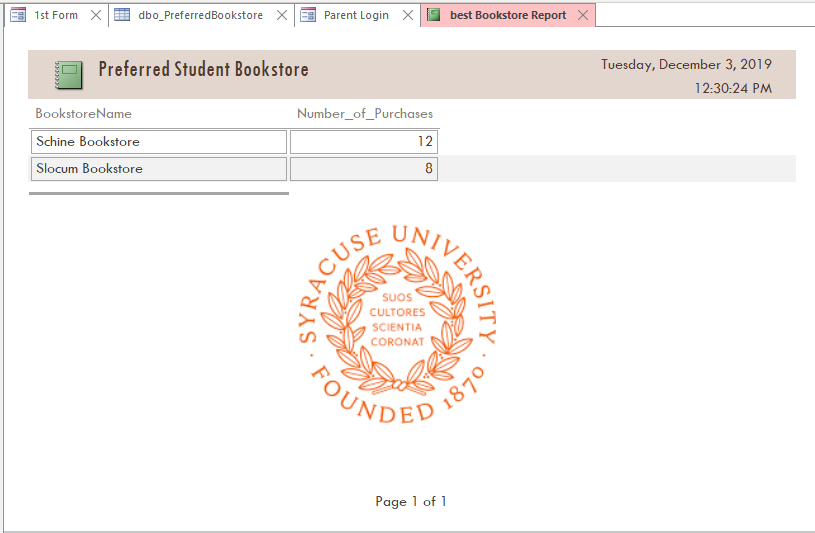 1st Form
dbo_PreferredBookstore
Parent Login
best Bookstore Report
Preferred Student Bookstore
Tuesday, December 3, 2019
12:30:24 PM
BookstoreName Number_of_Purchases
Schine Bookstore 12
Slocum Bookstore 8
SYRACUSE UNIVERSITY
SUOS
CULTORES
SCIENTIA
CORONAT
· FOUNDED 1870 ·
Page 1 of 1